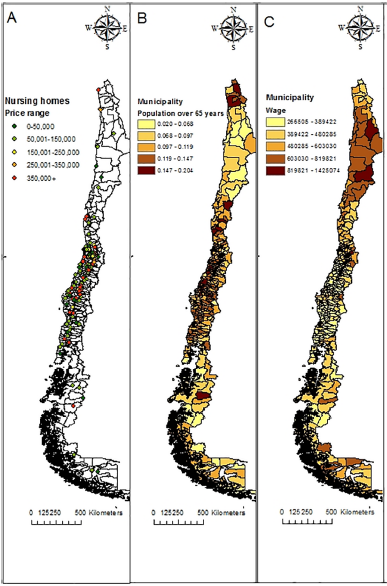 A
N
W
E
S
Nursing homes
Price range
0-50,000
50,001-150,000
150,001-250,000
250,001-350,000
350,000+
0 125250 500 Kilometers
B
N
W
E
S
Municipality
Population over 65 years
0.020 -0.068
0.068 -0.097
0.097 -0.119
0.119 -0.147
0.147 -0.204
0 125250 500 Kilometers
C
N
W
E
S
Municipality
Wage
389422
389422 - 480285
480285 - 603030
603030 - 819821
819821 - 1425074
0 125250 500 Kilometers